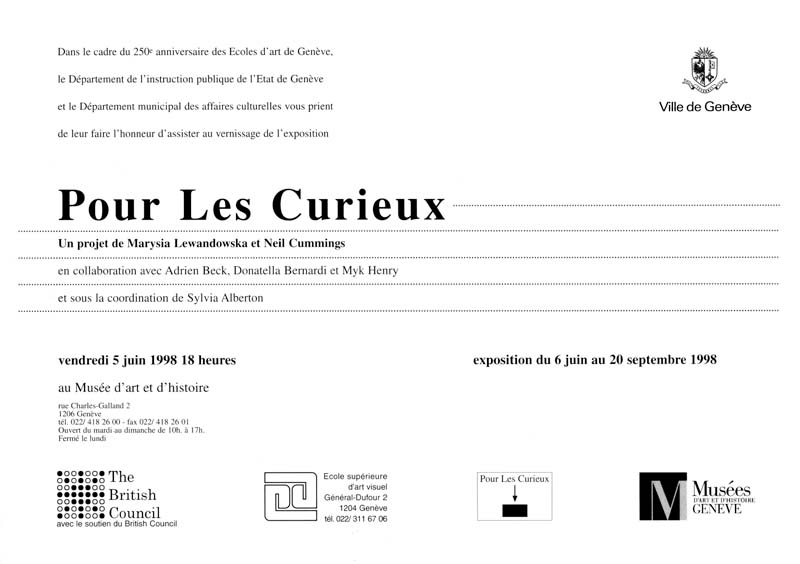 Dans le cadre du 250e anniversaire des Ecoles d'art de Genève,
le Département de l'instruction publique de l'Etat de Genève
et le Département municipal des affaires culturelles vous prient
de leur faire l'honneur d'assister au vernissage de l'exposition
Ville de Genève
Pour Les Curieux
Un projet de Marysia Lewandowska et Neil Cummings
en collaboration avec Adrien Beck, Donatella Bernardi et Myk Henry
et sous la coordination de Sylvia Alberton
vendredi 5 juin 1998 18 heures
exposition du 6 juin au 20 septembre 1998
au Musée d'art et d'histoire
rue Charles-Galland 2
1206 Genève
tél. 022/ 418 26 00 - fax 022/ 418 26 01
Ouvert du mardi au dimanche de 10h. à 17h.
Fermé le lundi
The
British
Council
avec le soutien du British Council
Ecole supérieure
d'art visuel
Général-Dufour 2
1204 Genève
tél. 022/ 311 67 06
Pour Les Curieux
M
Musées
D'ART ET D'HISTOIRE
GENEVE